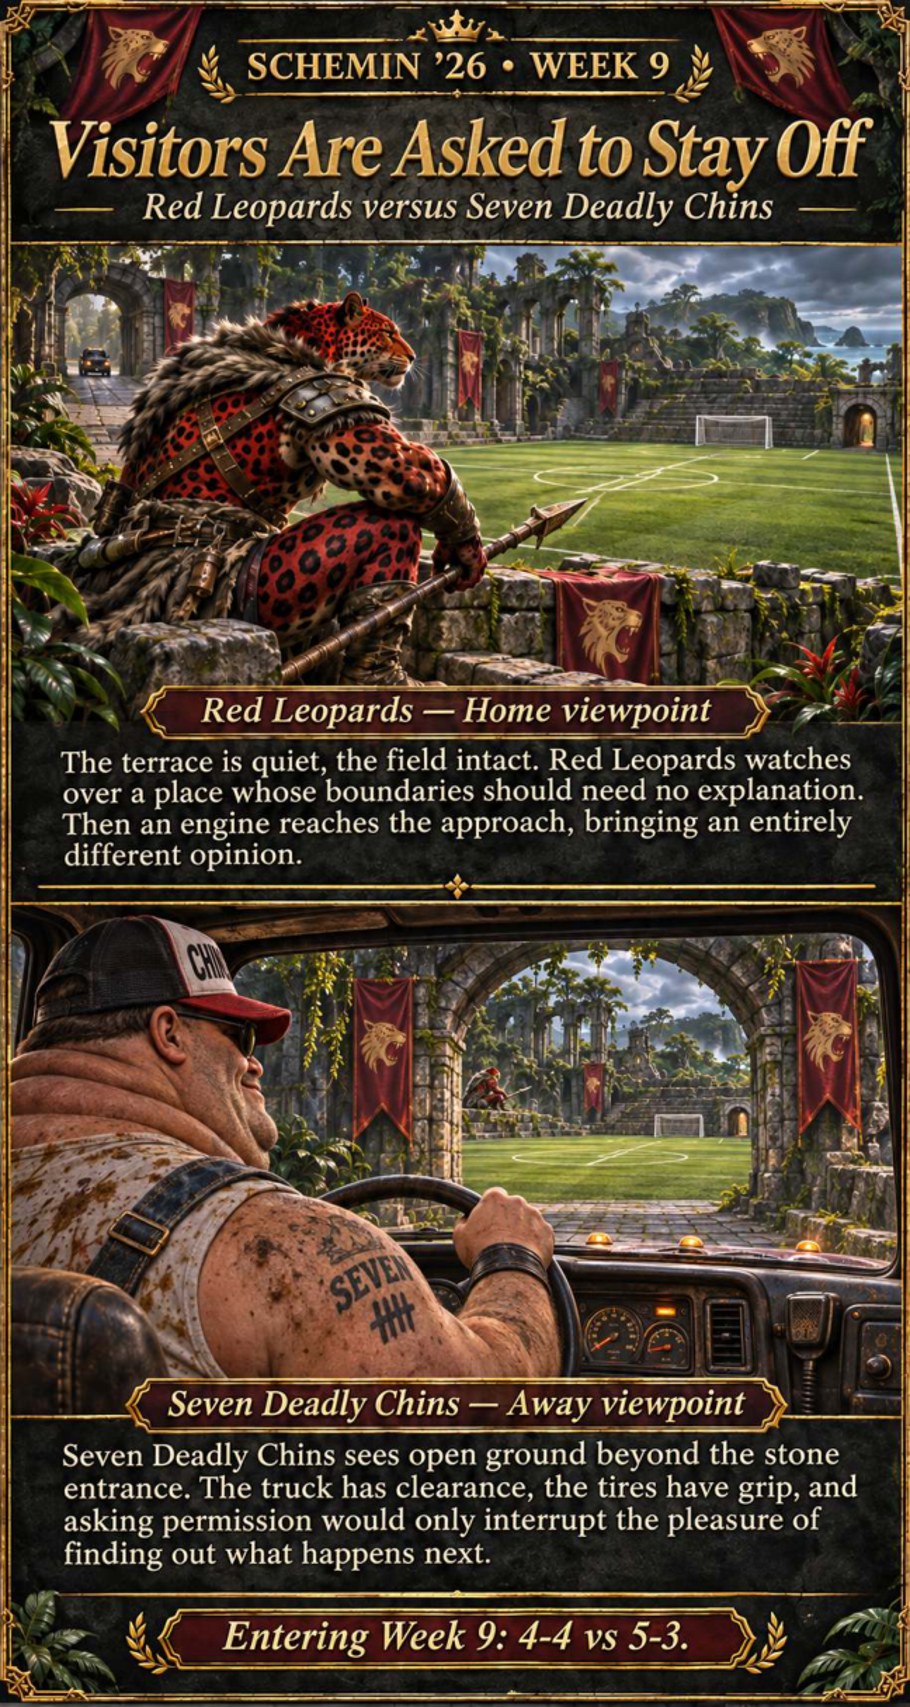 SCHEMIN ’26 • WEEK 9
Visitors Are Asked to Stay Off
Red Leopards versus Seven Deadly Chins
Red Leopards — Home viewpoint
The terrace is quiet, the field intact. Red Leopards watches
over a place whose boundaries should need no explanation.
Then an engine reaches the approach, bringing an entirely
different opinion.
CHIN
SEVEN
Seven Deadly Chins — Away viewpoint
Seven Deadly Chins sees open ground beyond the stone
entrance. The truck has clearance, the tires have grip, and
asking permission would only interrupt the pleasure of
finding out what happens next.
Entering Week 9: 4-4 vs 5-3.